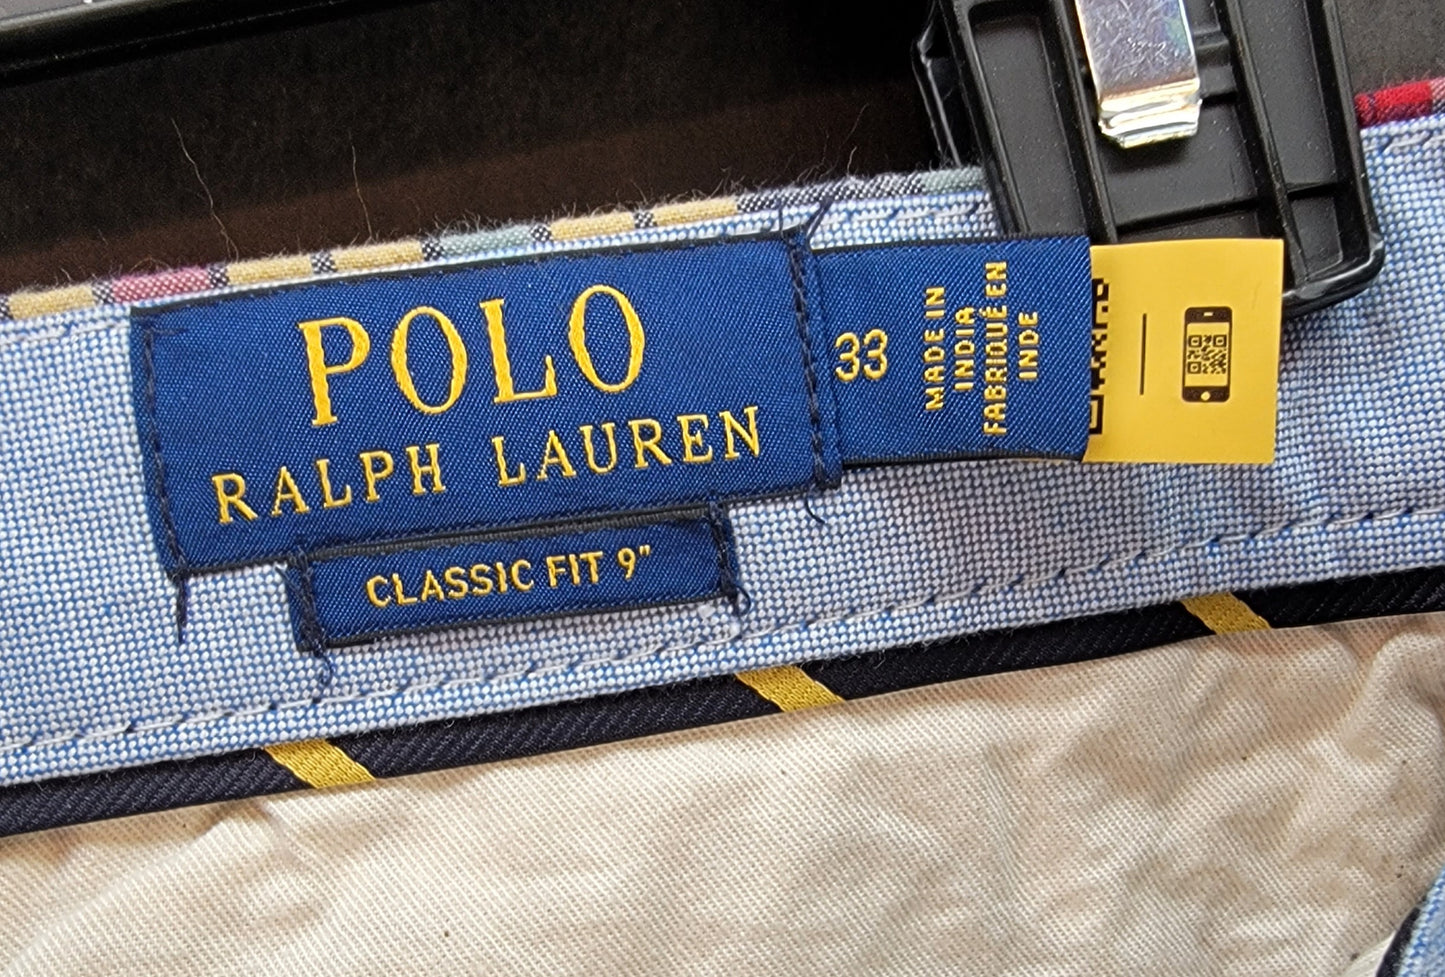 POLO
RALPH LAUREN
CLASSIC FIT 9"
33
MADE IN
INDIA
FABRIQUÉ EN
INDE